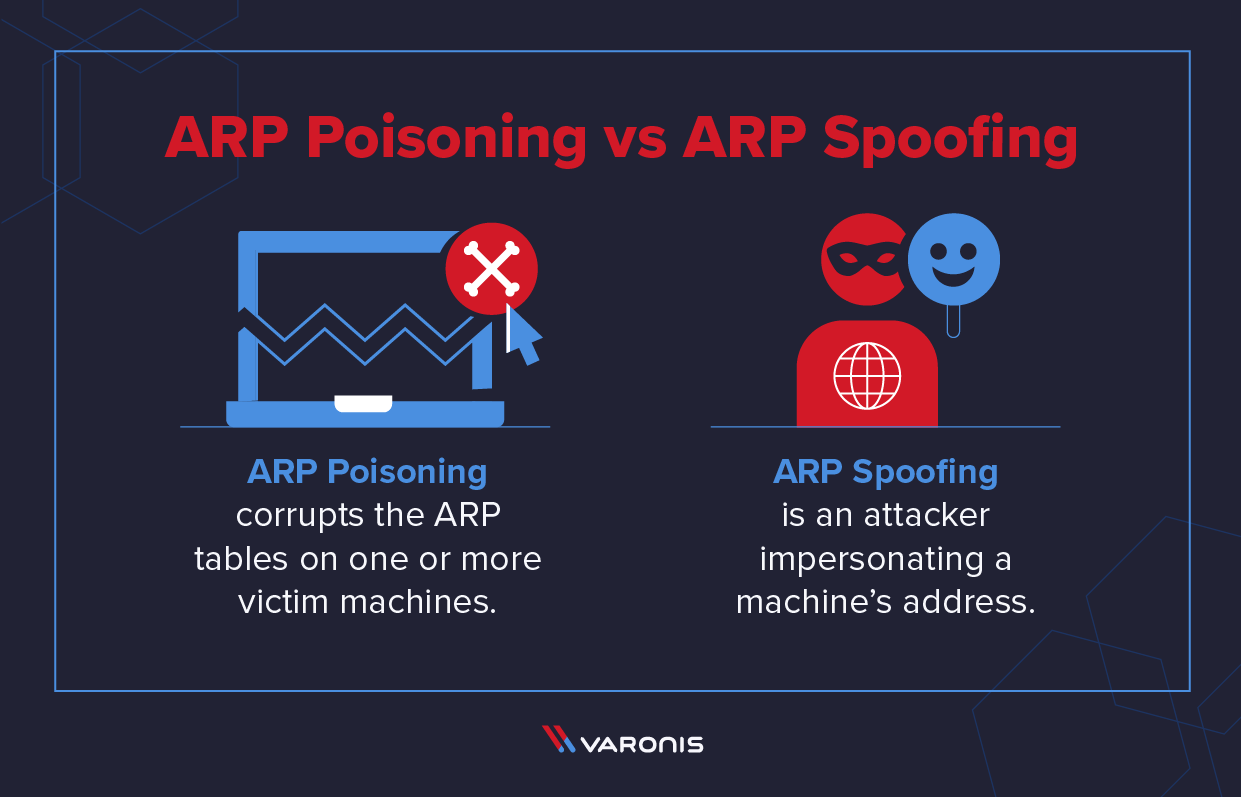 ARP Poisoning vs ARP Spoofing
ARP Poisoning
corrupts the ARP
tables on one or more
victim machines.
ARP Spoofing
is an attacker
impersonating a
machine’s address.
VARONIS